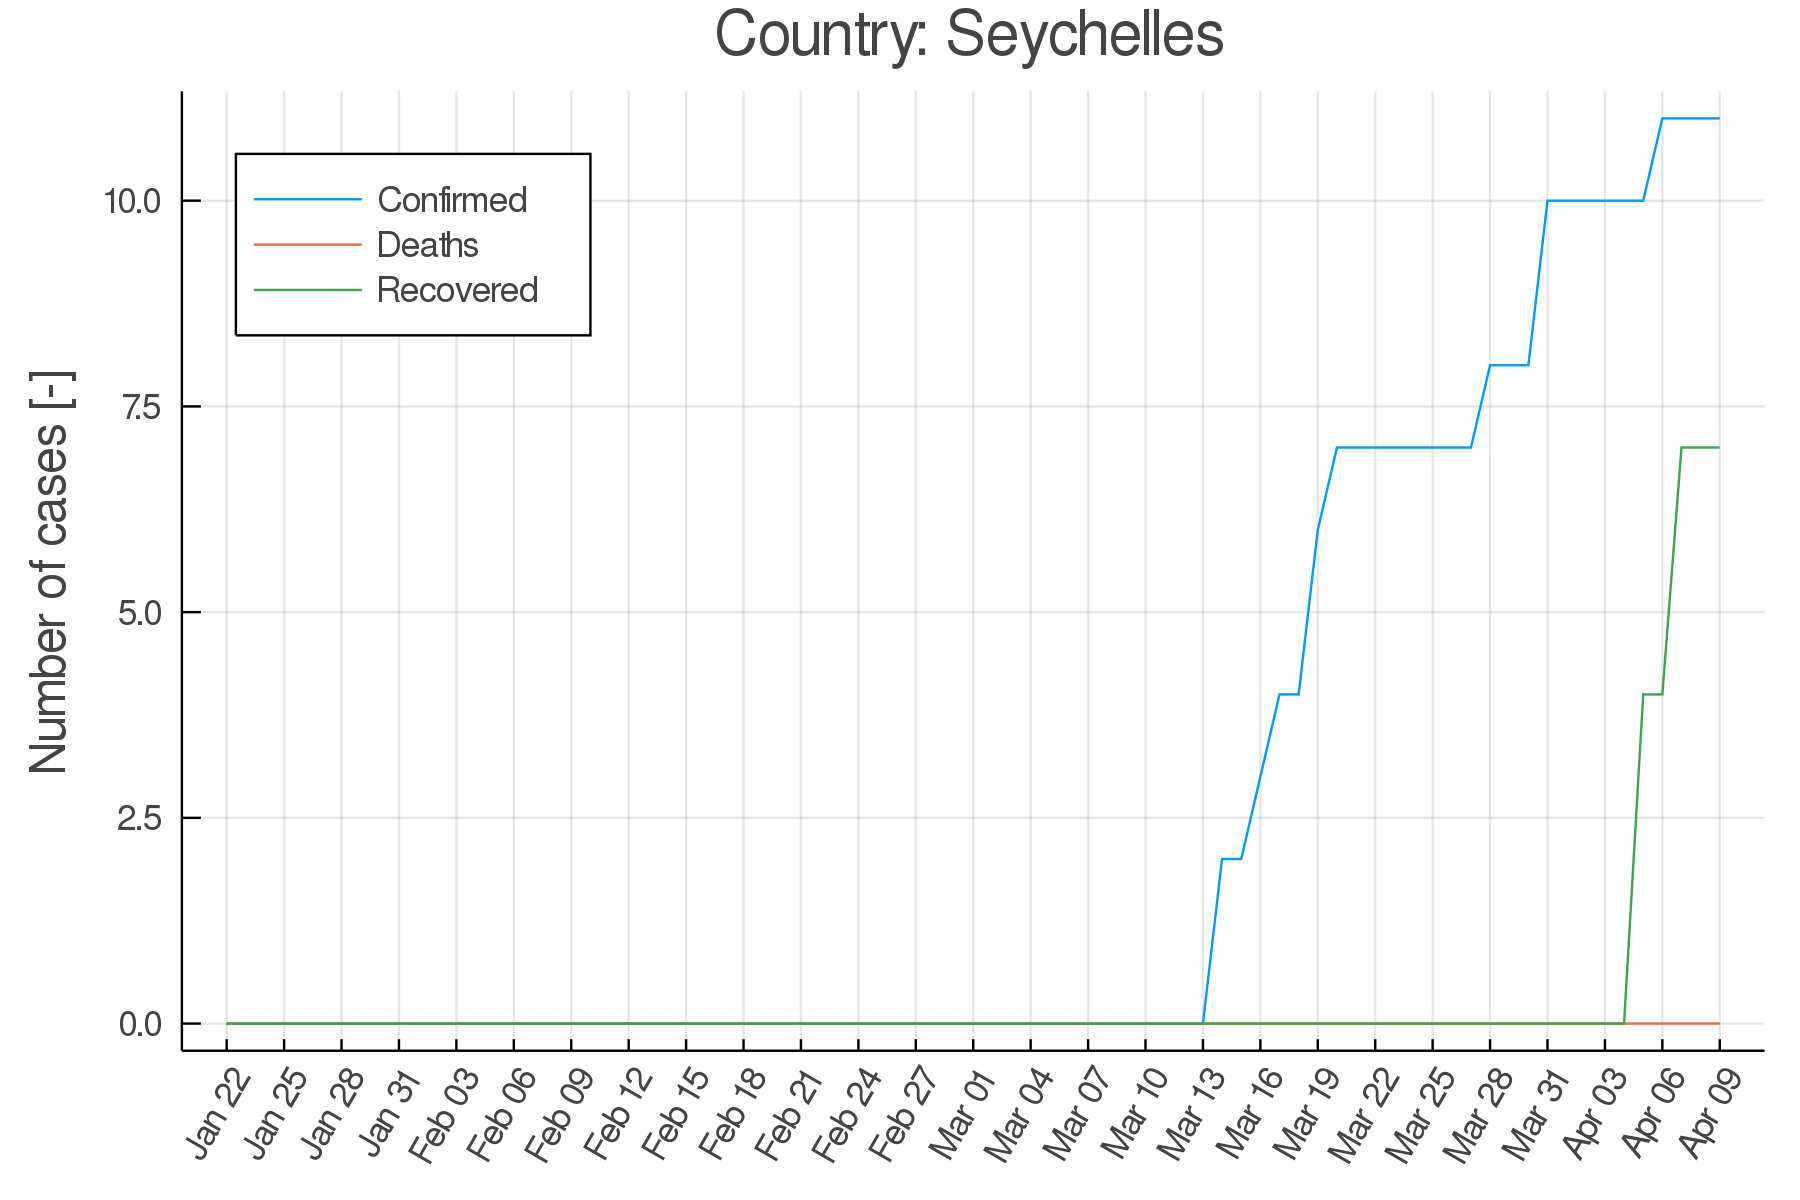 Country: Seychelles
Number of cases [-]
10.0
7.5
5.0
2.5
0.0
Confirmed
Deaths
Recovered
Jan 22
Jan 25
Jan 28
Jan 31
Feb 03
Feb 06
Feb 09
Feb 12
Feb 15
Feb 18
Feb 21
Feb 24
Feb 27
Mar 01
Mar 04
Mar 07
Mar 10
Mar 13
Mar 16
Mar 19
Mar 22
Mar 25
Mar 28
Mar 31
Apr 03
Apr 06
Apr 09